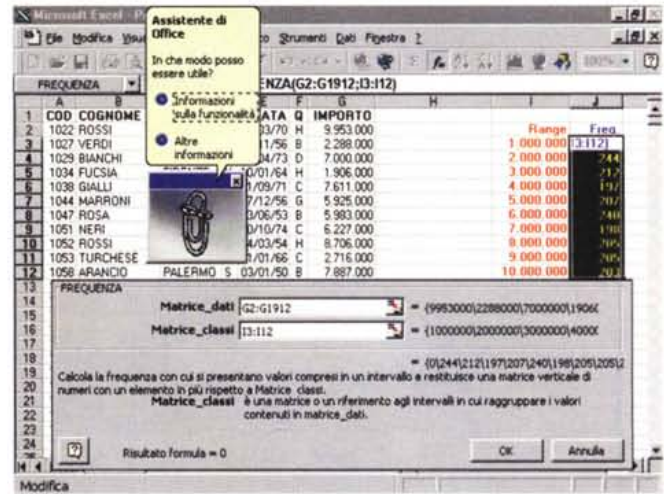 Microsoft Excel - P
File Modifica Visu
co Strumenti Dati Finestra ?
100%
Assistente di
Office
In che modo posso
essere utile?
Informazioni
sulla funzionalità
Altre
informazioni
FREQUENZA
ENZA(G2:G1912;I3:I12)
A B F G H I J
1 COD COGNOME ATA Q IMPORTO
2 1022 ROSSI 03/70 H 9.953.000 Range Freq
3 1027 VERDI 1/56 B 2.288.000 1.000.000 I3:I12)
4 1029 BIANCHI 04/73 D 7.000.000 2.000.000 244
5 1034 FUCSIA 0/01/64 H 1.906.000 3.000.000 212
6 1038 GIALLI 1/09/71 C 7.611.000 4.000.000 197
7 1044 MARRONI 7/12/56 G 5.925.000 5.000.000 207
8 1047 ROSA 3/06/53 B 5.983.000 6.000.000 240
9 1051 NERI 0/10/74 C 6.227.000 7.000.000 198
10 1052 ROSSI 4/03/54 H 8.706.000 8.000.000 205
11 1053 TURCHESE 1/01/66 C 2.716.000 9.000.000 205
12 1058 ARANCIO PALERMO S 03/01/50 B 7.887.000 10.000.000 203
13
14
15
16
17
18
19
20
21
22
23
24
FREQUENZA
Matrice_dati G2:G1912 = {9953000\2288000\7000000\1906(
Matrice_classi I3:I12 = {1000000\2000000\3000000\4000(
= {0\244\212\197\207\240\198\205\205\2
Calcola la frequenza con cui si presentano valori compresi in un intervallo a restituisce una matrice verticale di
numeri con un elemento in più rispetto a Matrice_classi.
Matrice_classi è una matrice o un riferimento agli intervalli in cui raggruppare i valori
contenuti in matrice_dati.
Risultato formula = 0
OK Annulla
Modifica